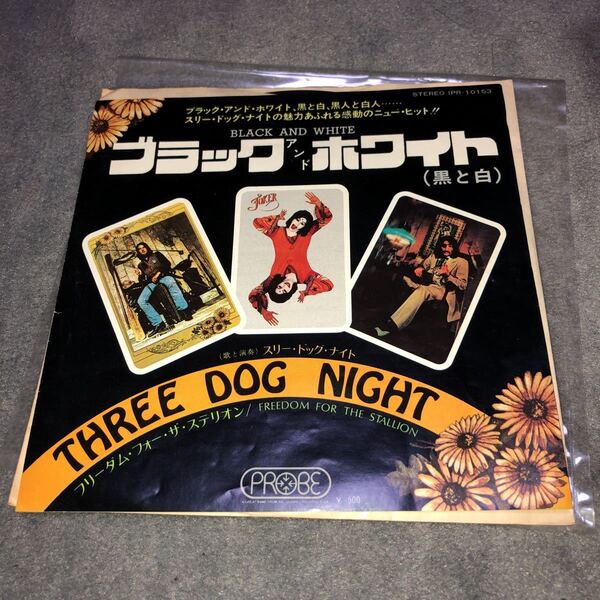 STEREO IPR-10153
ブラック・アンド・ホワイト、黒と白、黒人と白人……
スリー・ドッグ・ナイトの魅力あふれる感動のニュー・ヒット!!
BLACK AND WHITE
ブラックアンドホワイト
(黒と白)
JOKER
(歌と演奏) スリー・ドッグ・ナイト
THREE DOG NIGHT
フリーダム・フォー・ザ・ステリオン/ FREEDOM FOR THE STALLION
PROBE
¥ 500